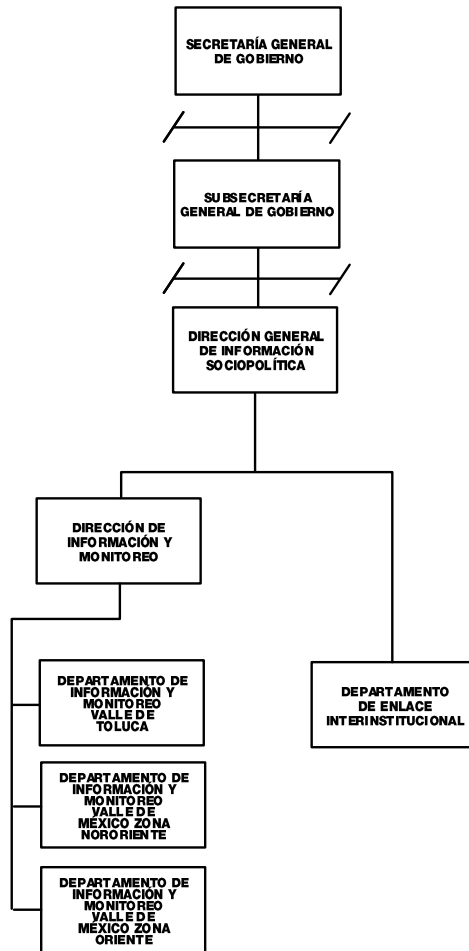 SECRETARÍA GENERAL
DE GOBIERNO
SUBSECRETARÍA
GENERAL DE GOBIERNO
DIRECCIÓN GENERAL
DE INFORMACIÓN
SOCIOPOLÍTICA
DIRECCIÓN DE
INFORMACIÓN Y
MONITOREO
DEPARTAMENTO DE
INFORMACIÓN Y
MONITOREO
VALLE DE
TOLUCA
DEPARTAMENTO
DE ENLACE
INTERINSTITUCIONAL
DEPARTAMENTO DE
INFORMACIÓN Y
MONITOREO
VALLE DE
MÉXICO ZONA
NORORIENTE
DEPARTAMENTO DE
INFORMACIÓN Y
MONITOREO
VALLE DE
MÉXICO ZONA
ORIENTE